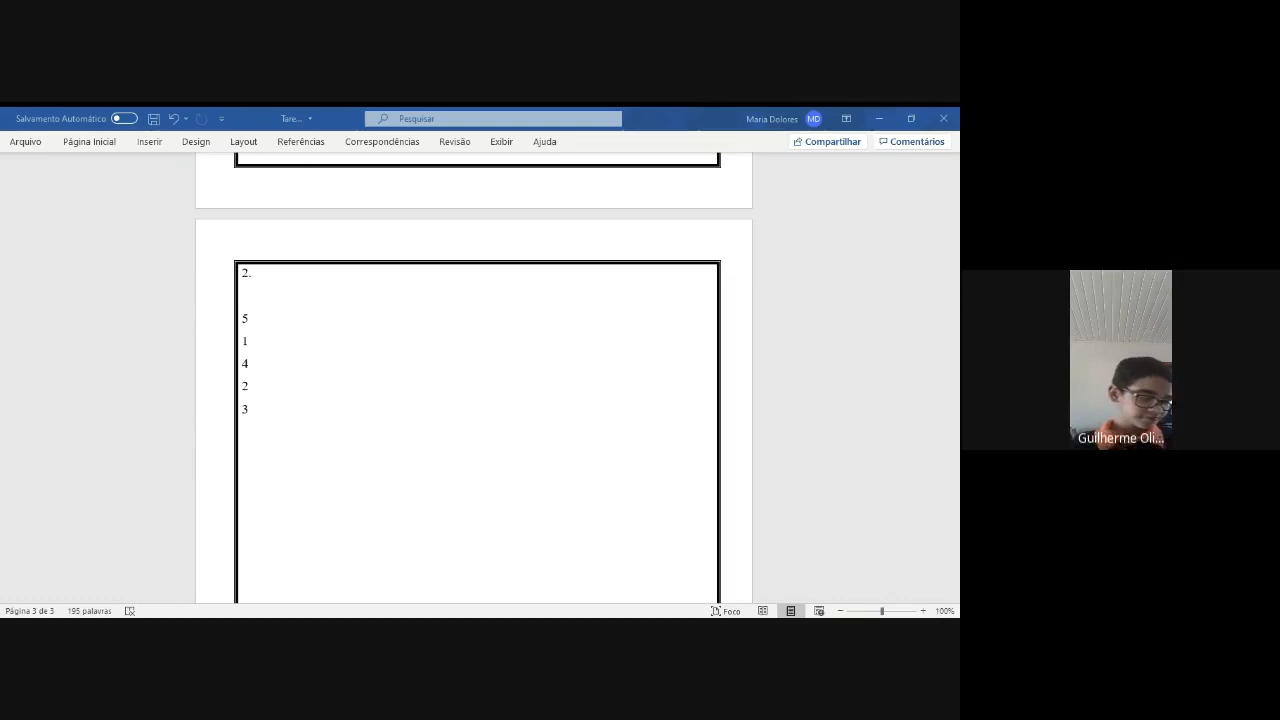 Salvamento Automático
Tare...
Pesquisar
Maria Dolores
MD
Arquivo
Página Inicial
Inserir
Design
Layout
Referências
Correspondências
Revisão
Exibir
Ajuda
Compartilhar
Comentários
2.
5
1
4
2
3
Guilherme Oli...
Página 3 de 3
195 palavras
Foco
100%